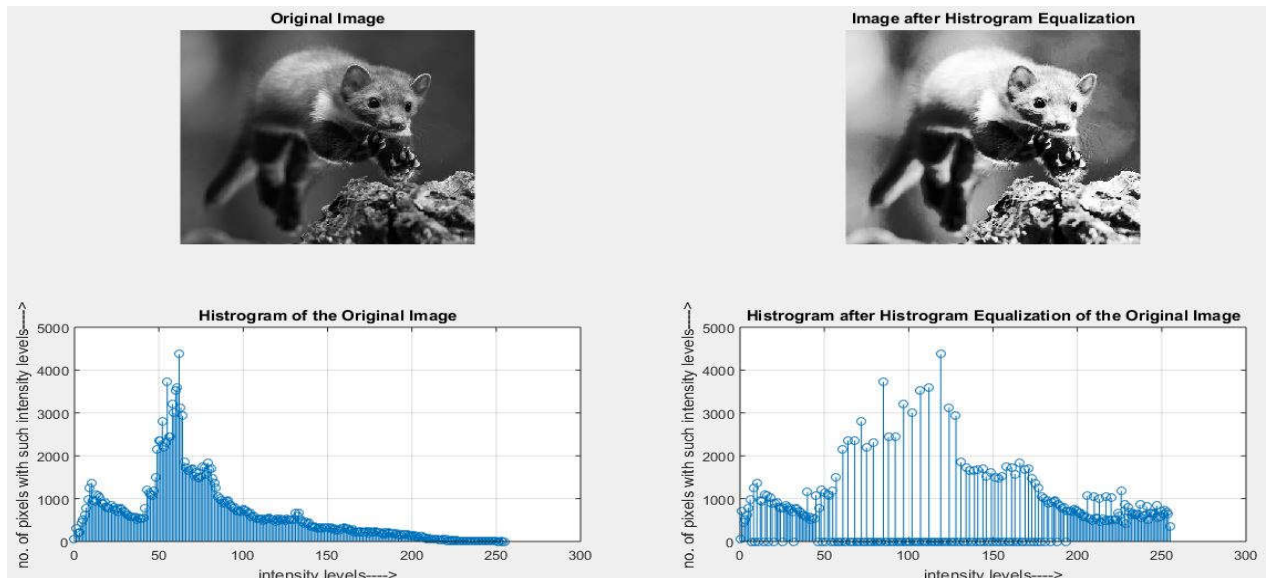 Original Image
Image after Histrogram Equalization
Histrogram of the Original Image
no. of pixels with such intensity levels---->
5000
4000
3000
2000
1000
0
0 50 100 150 200 250 300
intensity levels---->
Histrogram after Histrogram Equalization of the Original Image
no. of pixels with such intensity levels---->
5000
4000
3000
2000
1000
0
0 50 100 150 200 250 300
intensity levels---->